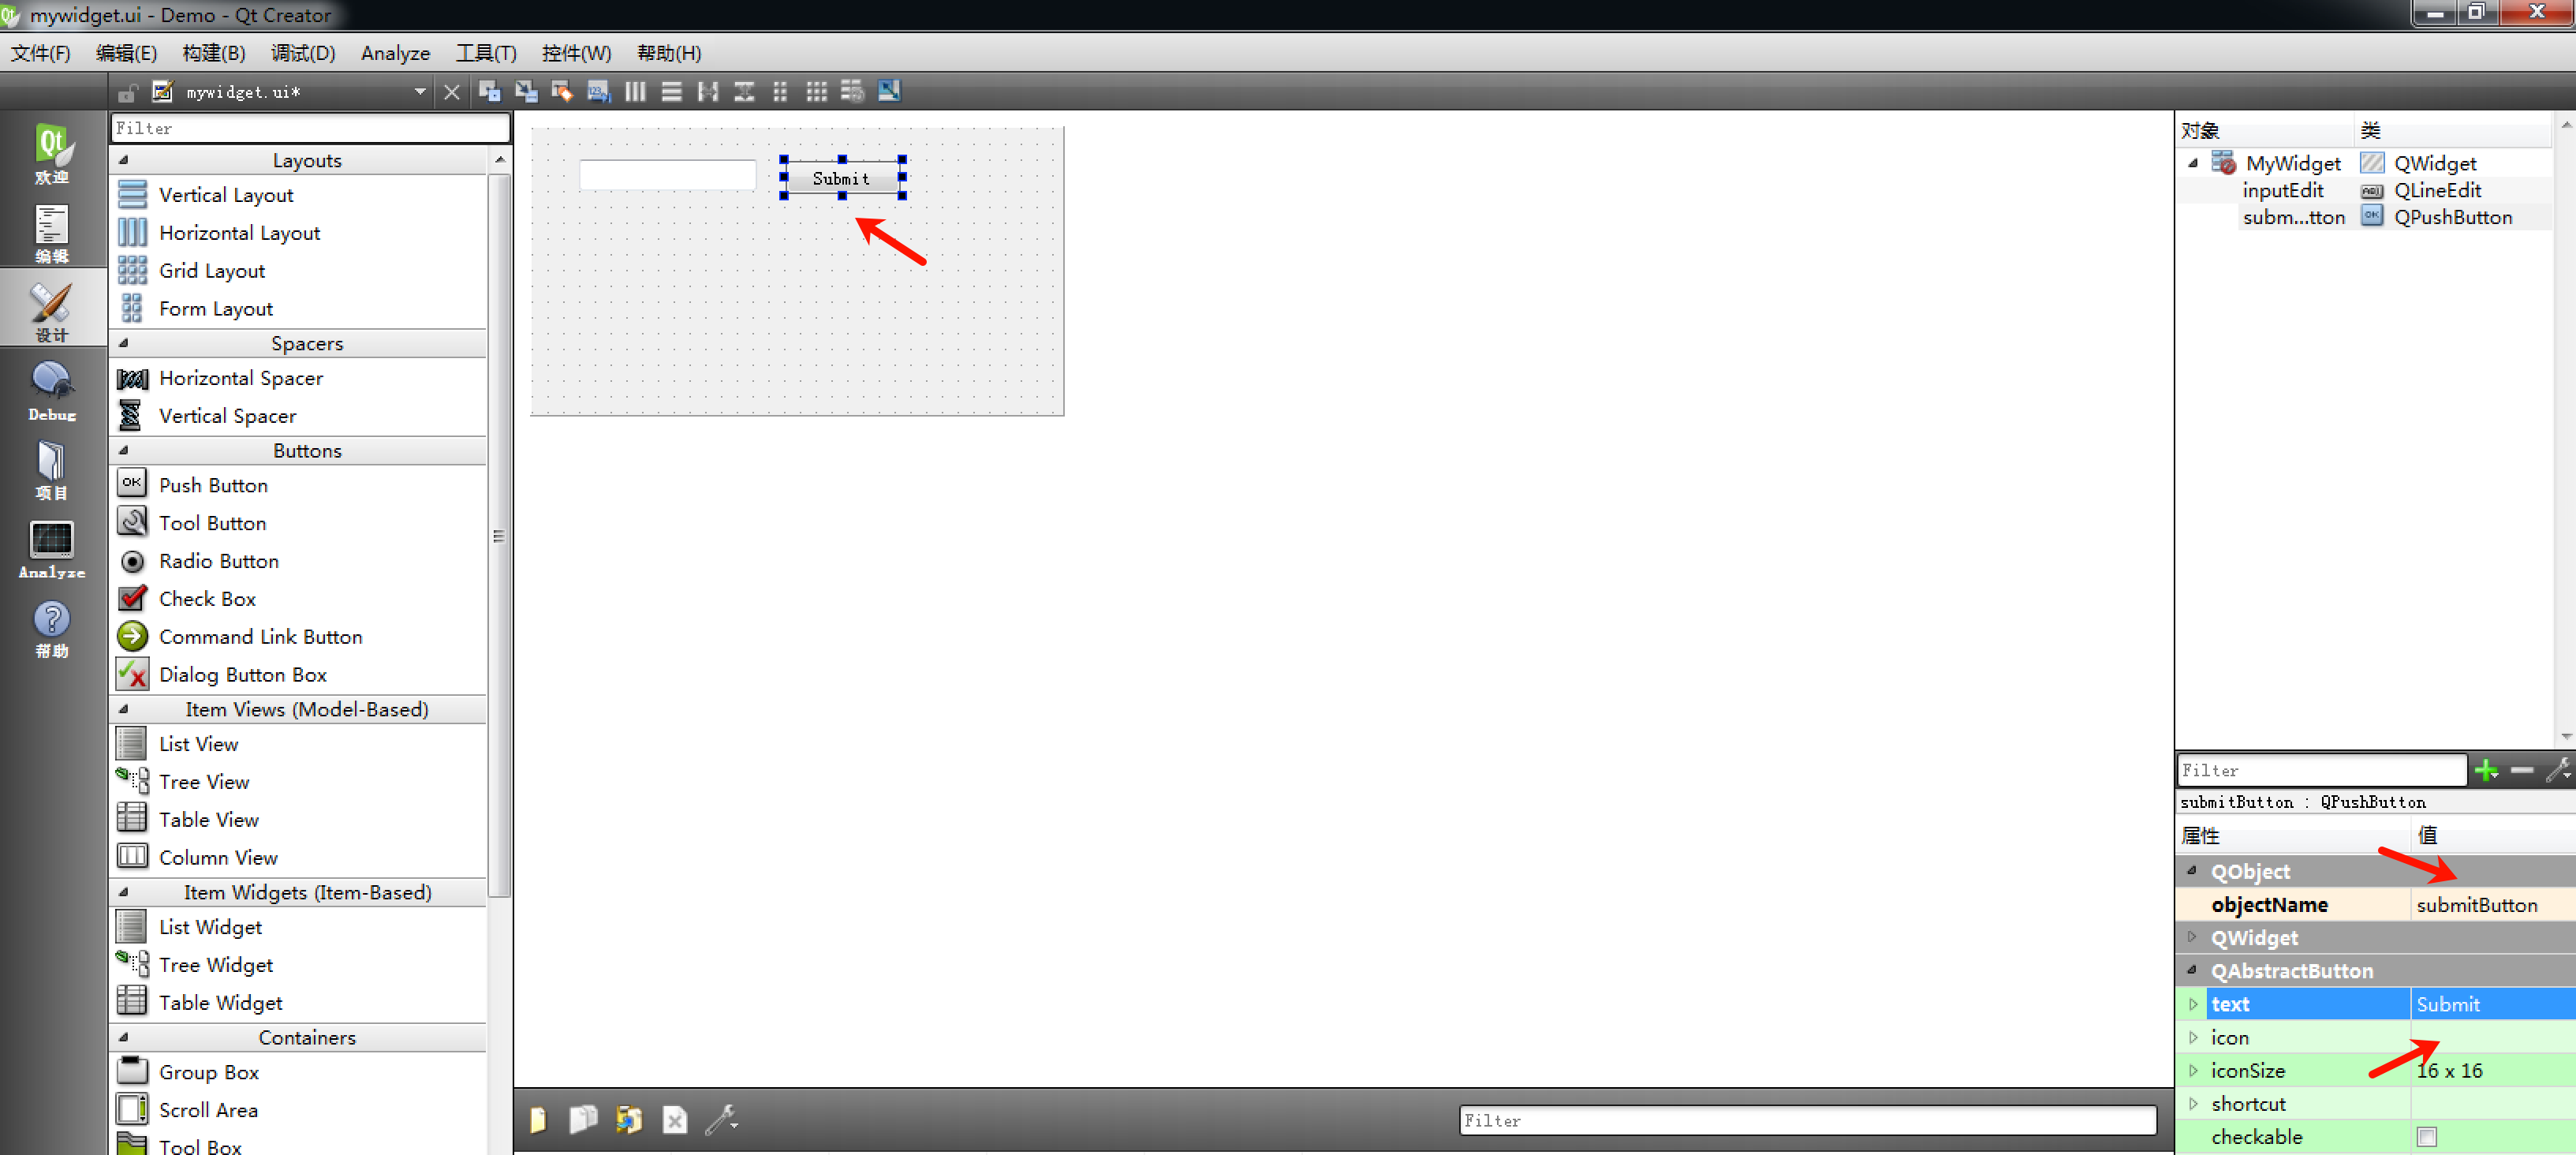 mywidget.ui - Demo - Qt Creator
文件(F) 编辑(E) 构建(B) 调试(D) Analyze 工具(T) 控件(W) 帮助(H)
mywidget.ui*
Qt
欢迎
编辑
设计
Debug
项目
Analyze
帮助
Filter
Layouts
Vertical Layout
Horizontal Layout
Grid Layout
Form Layout
Spacers
Horizontal Spacer
Vertical Spacer
Buttons
OK Push Button
Tool Button
Radio Button
Check Box
Command Link Button
Dialog Button Box
Item Views (Model-Based)
List View
Tree View
Table View
Column View
Item Widgets (Item-Based)
List Widget
Tree Widget
Table Widget
Containers
Group Box
Scroll Area
Tool Box
Submit
Filter
对象 类
MyWidget QWidget
inputEdit QLineEdit
subm...tton OK QPushButton
Filter
submitButton : QPushButton
属性 值
QObject
objectName submitButton
QWidget
QAbstractButton
text Submit
icon
iconSize 16 x 16
shortcut
checkable